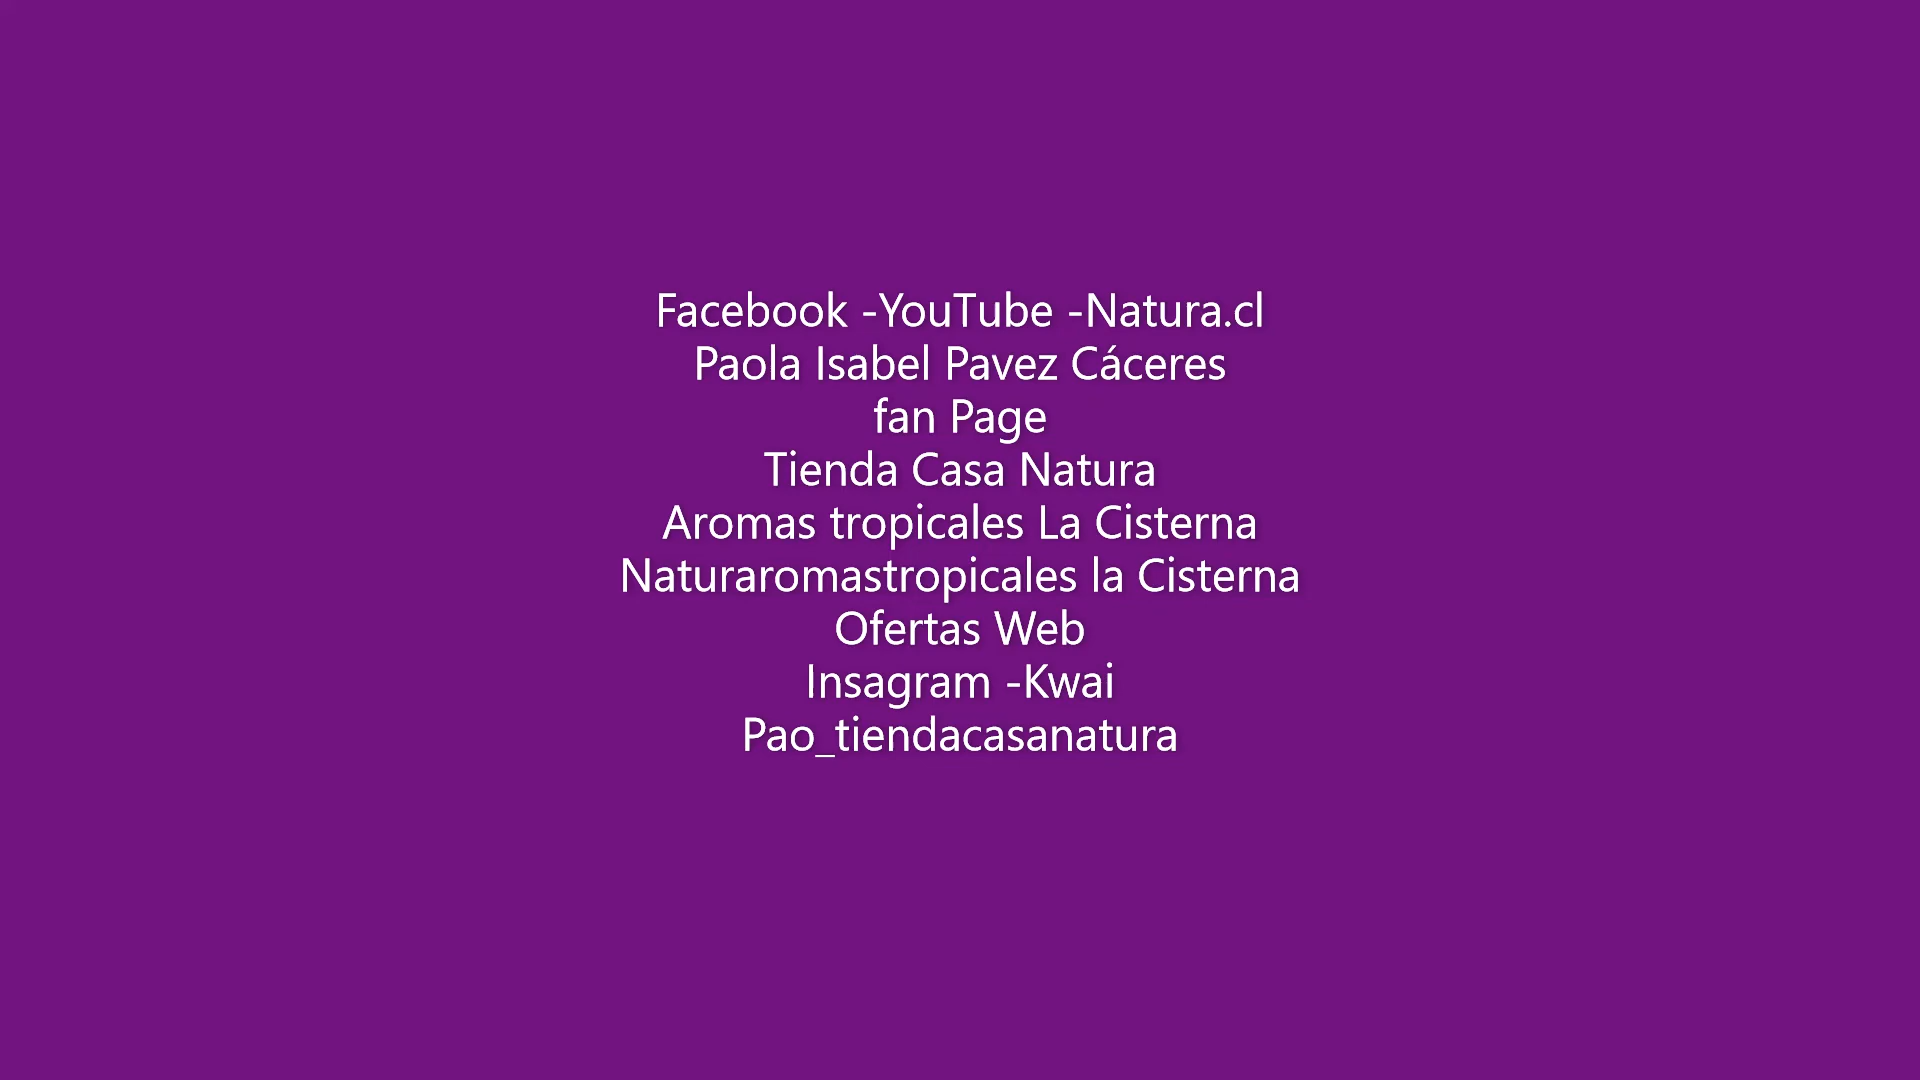 Facebook -YouTube -Natura.cl
Paola Isabel Pavez Cáceres
fan Page
Tienda Casa Natura
Aromas tropicales La Cisterna
Naturaromastropicales la Cisterna
Ofertas Web
Insagram -Kwai
Pao_tiendacasanatura